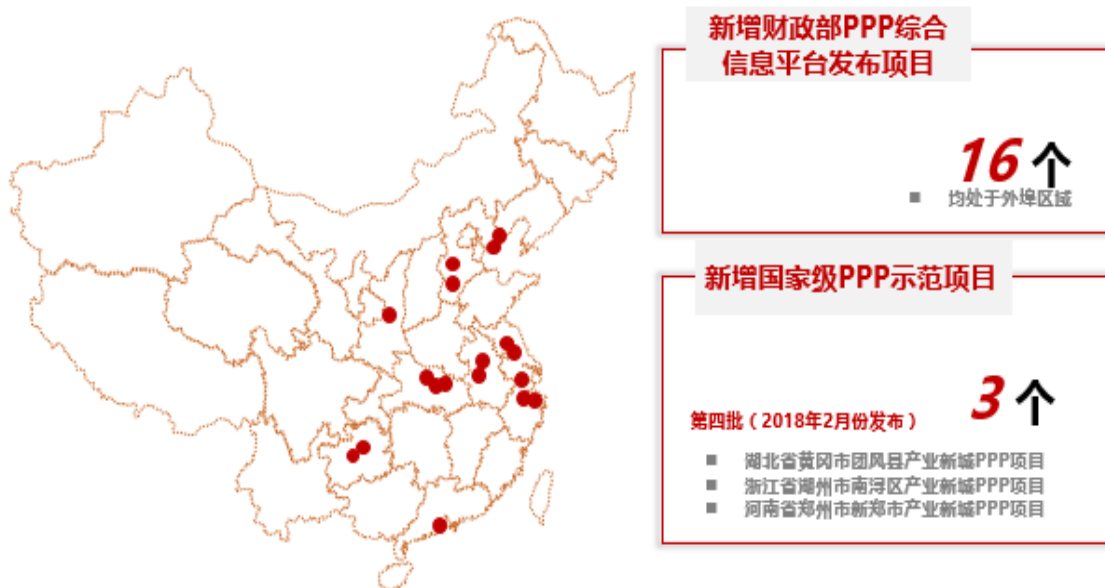 新增财政部PPP综合
信息平台发布项目
16个
■ 均处于外埠区域
新增国家级PPP示范项目
3个
第四批（2018年2月份发布）
■ 湖北省黄冈市团风县产业新城PPP项目
■ 浙江省湖州市南浔区产业新城PPP项目
■ 河南省郑州市新郑市产业新城PPP项目